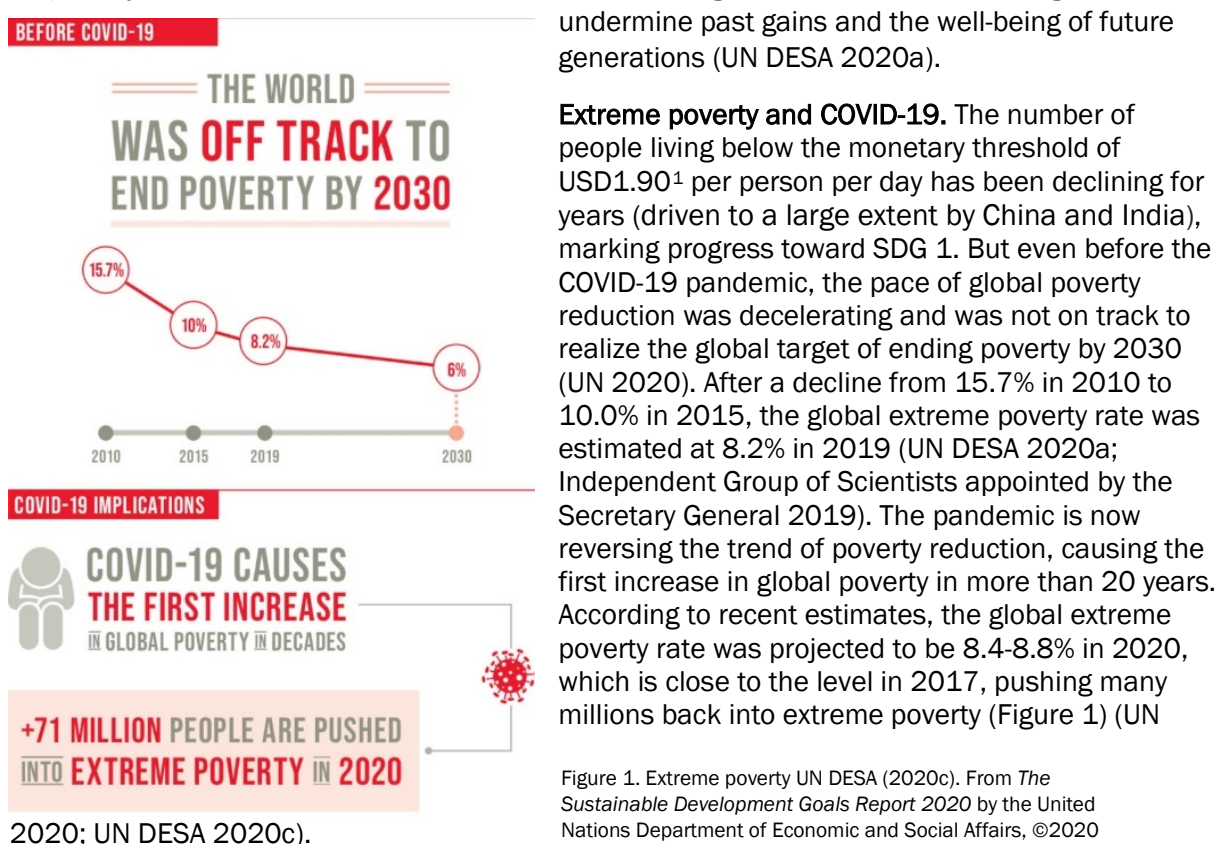 BEFORE COVID-19
THE WORLD
WAS OFF TRACK TO
END POVERTY BY 2030
15.7%
10%
8.2%
6%
2010
2015
2019
2030
COVID-19 IMPLICATIONS
COVID-19 CAUSES
THE FIRST INCREASE
IN GLOBAL POVERTY IN DECADES
+71 MILLION PEOPLE ARE PUSHED
INTO EXTREME POVERTY IN 2020
undermine past gains and the well-being of future
generations (UN DESA 2020a).
Extreme poverty and COVID-19. The number of
people living below the monetary threshold of
USD1.90¹ per person per day has been declining for
years (driven to a large extent by China and India),
marking progress toward SDG 1. But even before the
COVID-19 pandemic, the pace of global poverty
reduction was decelerating and was not on track to
realize the global target of ending poverty by 2030
(UN 2020). After a decline from 15.7% in 2010 to
10.0% in 2015, the global extreme poverty rate was
estimated at 8.2% in 2019 (UN DESA 2020a;
Independent Group of Scientists appointed by the
Secretary General 2019). The pandemic is now
reversing the trend of poverty reduction, causing the
first increase in global poverty in more than 20 years.
According to recent estimates, the global extreme
poverty rate was projected to be 8.4-8.8% in 2020,
which is close to the level in 2017, pushing many
millions back into extreme poverty (Figure 1) (UN
2020; UN DESA 2020c).
Figure 1. Extreme poverty UN DESA (2020c). From The
Sustainable Development Goals Report 2020 by the United
Nations Department of Economic and Social Affairs, ©2020